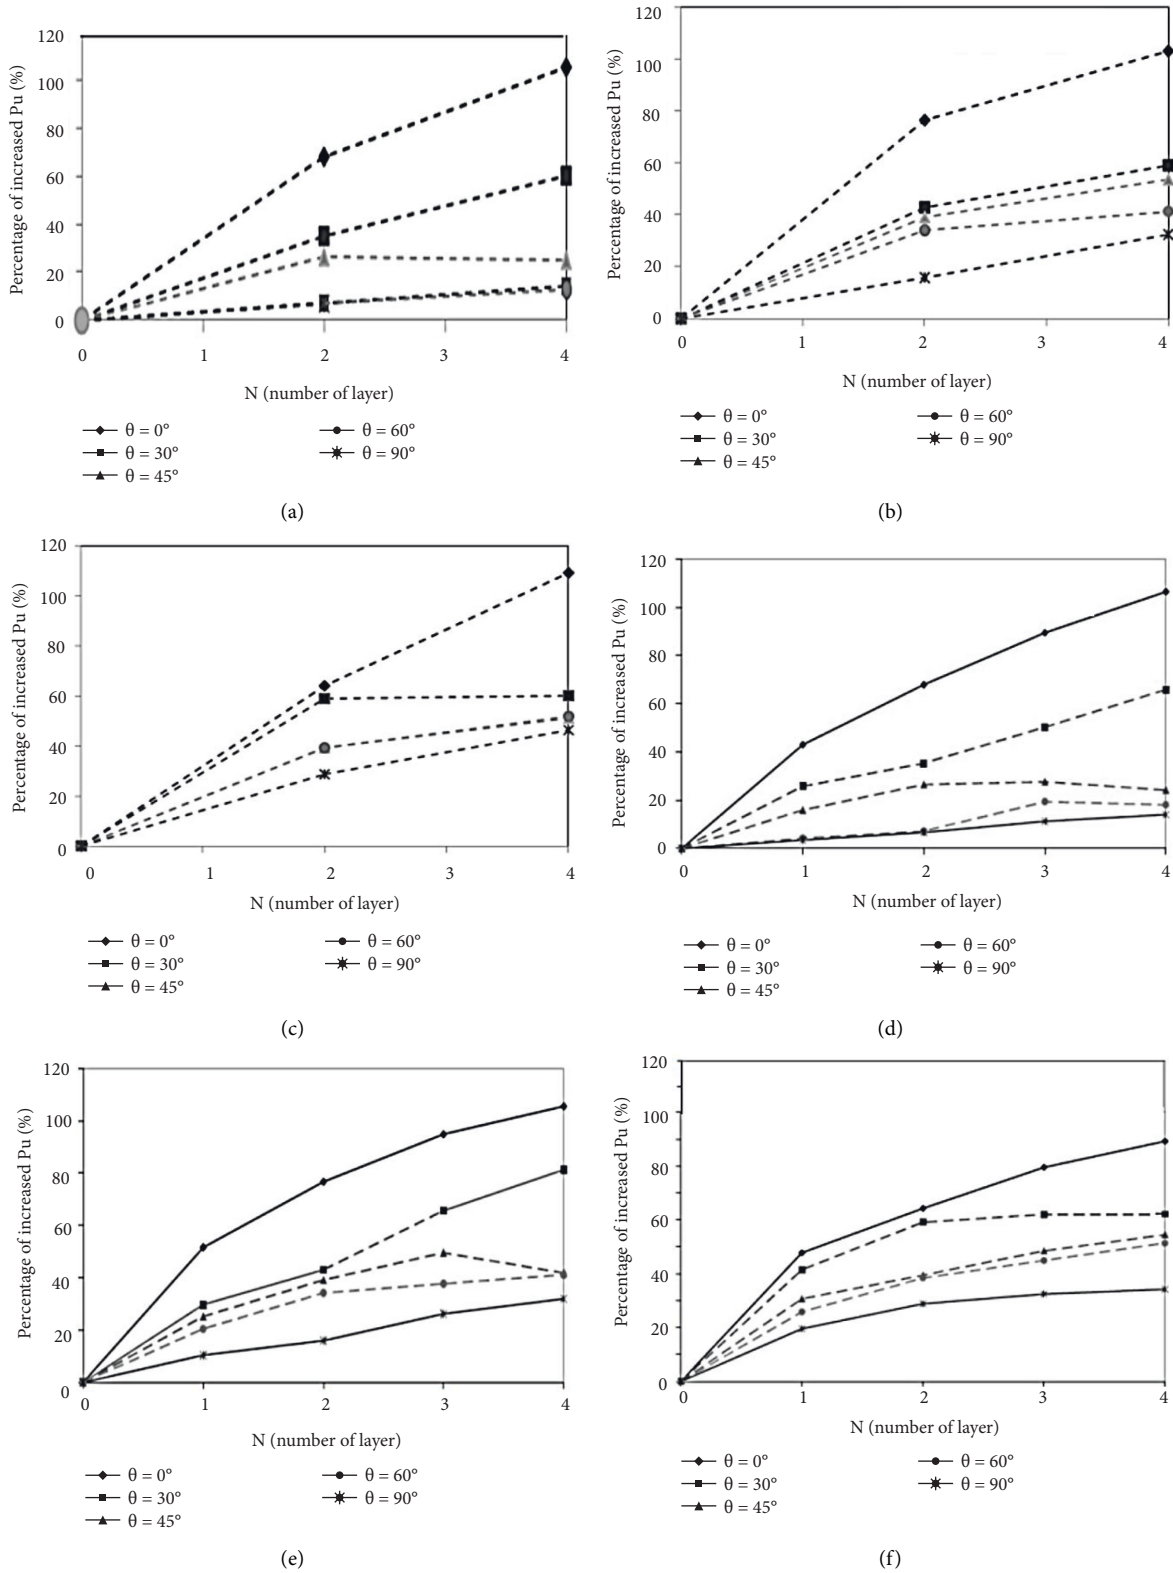 120
100
80
60
40
20
0
Percentage of increased Pu (%)
0 1 2 3 4
N (number of layer)
θ = 0°
θ = 30°
θ = 45°
θ = 60°
θ = 90°
(a)
120
100
80
60
40
20
0
Percentage of increased Pu (%)
0 1 2 3 4
N (number of layer)
θ = 0°
θ = 30°
θ = 45°
θ = 60°
θ = 90°
(b)
120
100
80
60
40
20
0
Percentage of increased Pu (%)
0 1 2 3 4
N (number of layer)
θ = 0°
θ = 30°
θ = 45°
θ = 60°
θ = 90°
(c)
120
100
80
60
40
20
0
Percentage of increased Pu (%)
0 1 2 3 4
N (number of layer)
θ = 0°
θ = 30°
θ = 45°
θ = 60°
θ = 90°
(d)
120
100
80
60
40
20
0
Percentage of increased Pu (%)
0 1 2 3 4
N (number of layer)
θ = 0°
θ = 30°
θ = 45°
θ = 60°
θ = 90°
(e)
120
100
80
60
40
20
0
Percentage of increased Pu (%)
0 1 2 3 4
N (number of layer)
θ = 0°
θ = 30°
θ = 45°
θ = 60°
θ = 90°
(f)